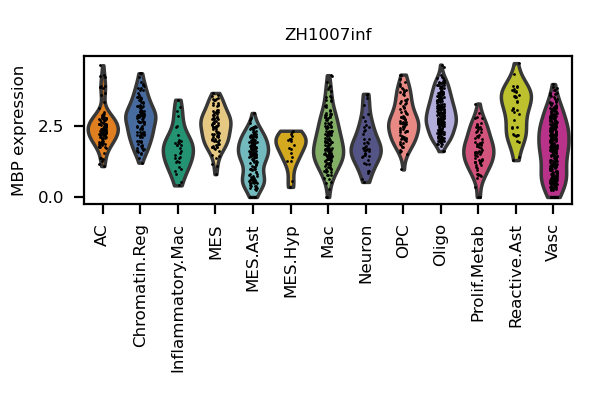 ZH1007inf
MBP expression
2.5
0.0
AC
Chromatin.Reg
Inflammatory.Mac
MES
MES.Ast
MES.Hyp
Mac
Neuron
OPC
Oligo
Prolif.Metab
Reactive.Ast
Vasc